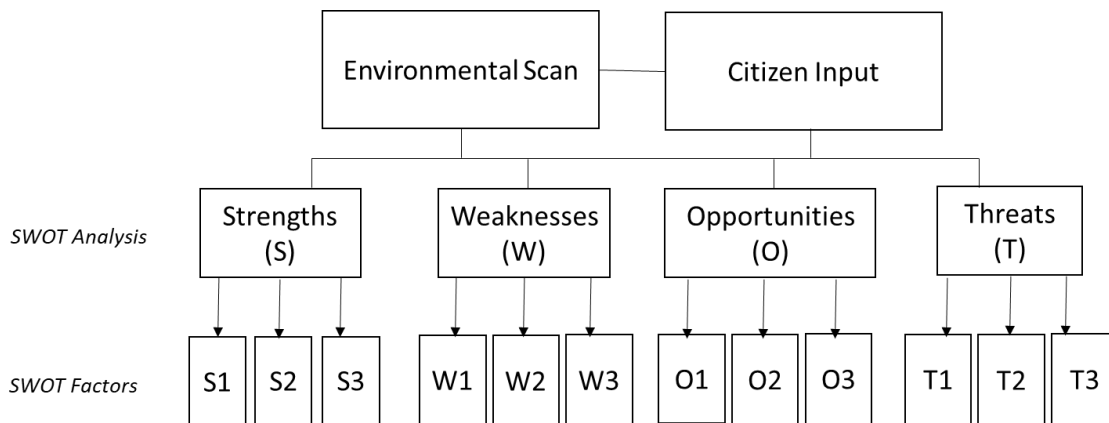 Environmental Scan
Citizen Input
SWOT Analysis
Strengths
(S)
Weaknesses
(W)
Opportunities
(O)
Threats
(T)
SWOT Factors
S1
S2
S3
W1
W2
W3
O1
O2
O3
T1
T2
T3